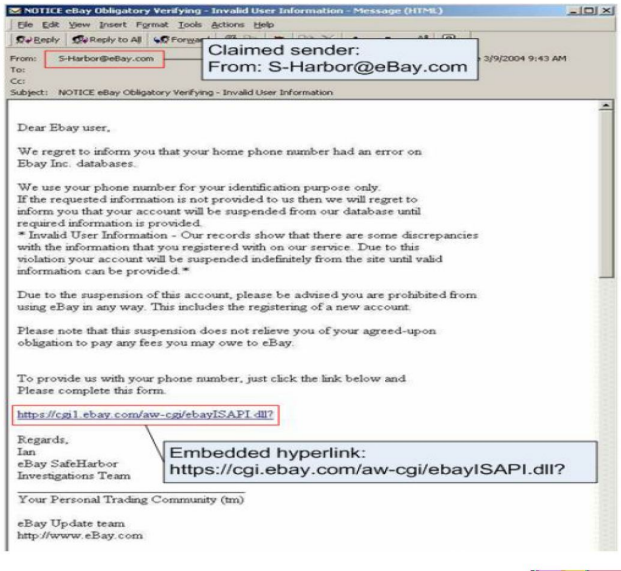 NOTICE eBay Obligatory Verifying - Invalid User Information - Message (HTML)
File Edit View Insert Format Tools Actions Help
Reply Reply to All Forward
From: S-Harbor@eBay.com
Claimed sender:
From: S-Harbor@eBay.com
3/9/2004 9:43 AM
To:
Cc:
Subject: NOTICE eBay Obligatory Verifying - Invalid User Information
Dear Ebay user,
We regret to inform you that your home phone number had an error on
Ebay Inc. databases.
We use your phone number for your identification purpose only.
If the requested information is not provided to us then we will regret to
inform you that your account will be suspended from our database until
required information is provided.
* Invalid User Information - Our records show that there are some discrepancies
with the information that you registered with on our service. Due to this
violation your account will be suspended indefinitely from the site until valid
information can be provided.*
Due to the suspension of this account, please be advised you are prohibited from
using eBay in any way. This includes the registering of a new account.
Please note that this suspension does not relieve you of your agreed-upon
obligation to pay any fees you may owe to eBay.
To provide us with your phone number, just click the link below and
Please complete this form.
https://cgi1.ebay.com/aw-cgi/ebayISAPI.dll?
Regards,
Ian
eBay SafeHarbor
Investigations Team
Embedded hyperlink:
https://cgi.ebay.com/aw-cgi/ebayISAPI.dll?
Your Personal Trading Community (tm)
eBay Update team
http://www.eBay.com